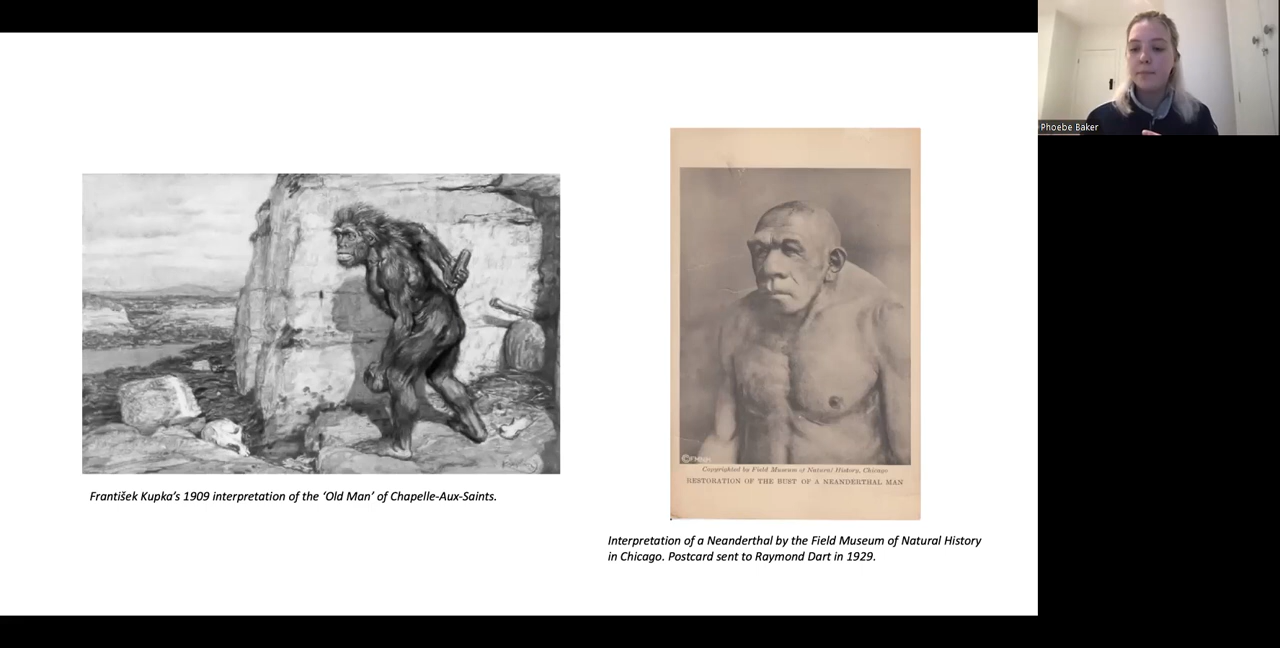 František Kupka's 1909 interpretation of the 'Old Man' of Chapelle-Aux-Saints.
©FMNH
Copyrighted by Field Museum of Natural History, Chicago
RESTORATION OF THE BUST OF A NEANDERTHAL MAN
Interpretation of a Neanderthal by the Field Museum of Natural History
in Chicago. Postcard sent to Raymond Dart in 1929.
Phoebe Baker